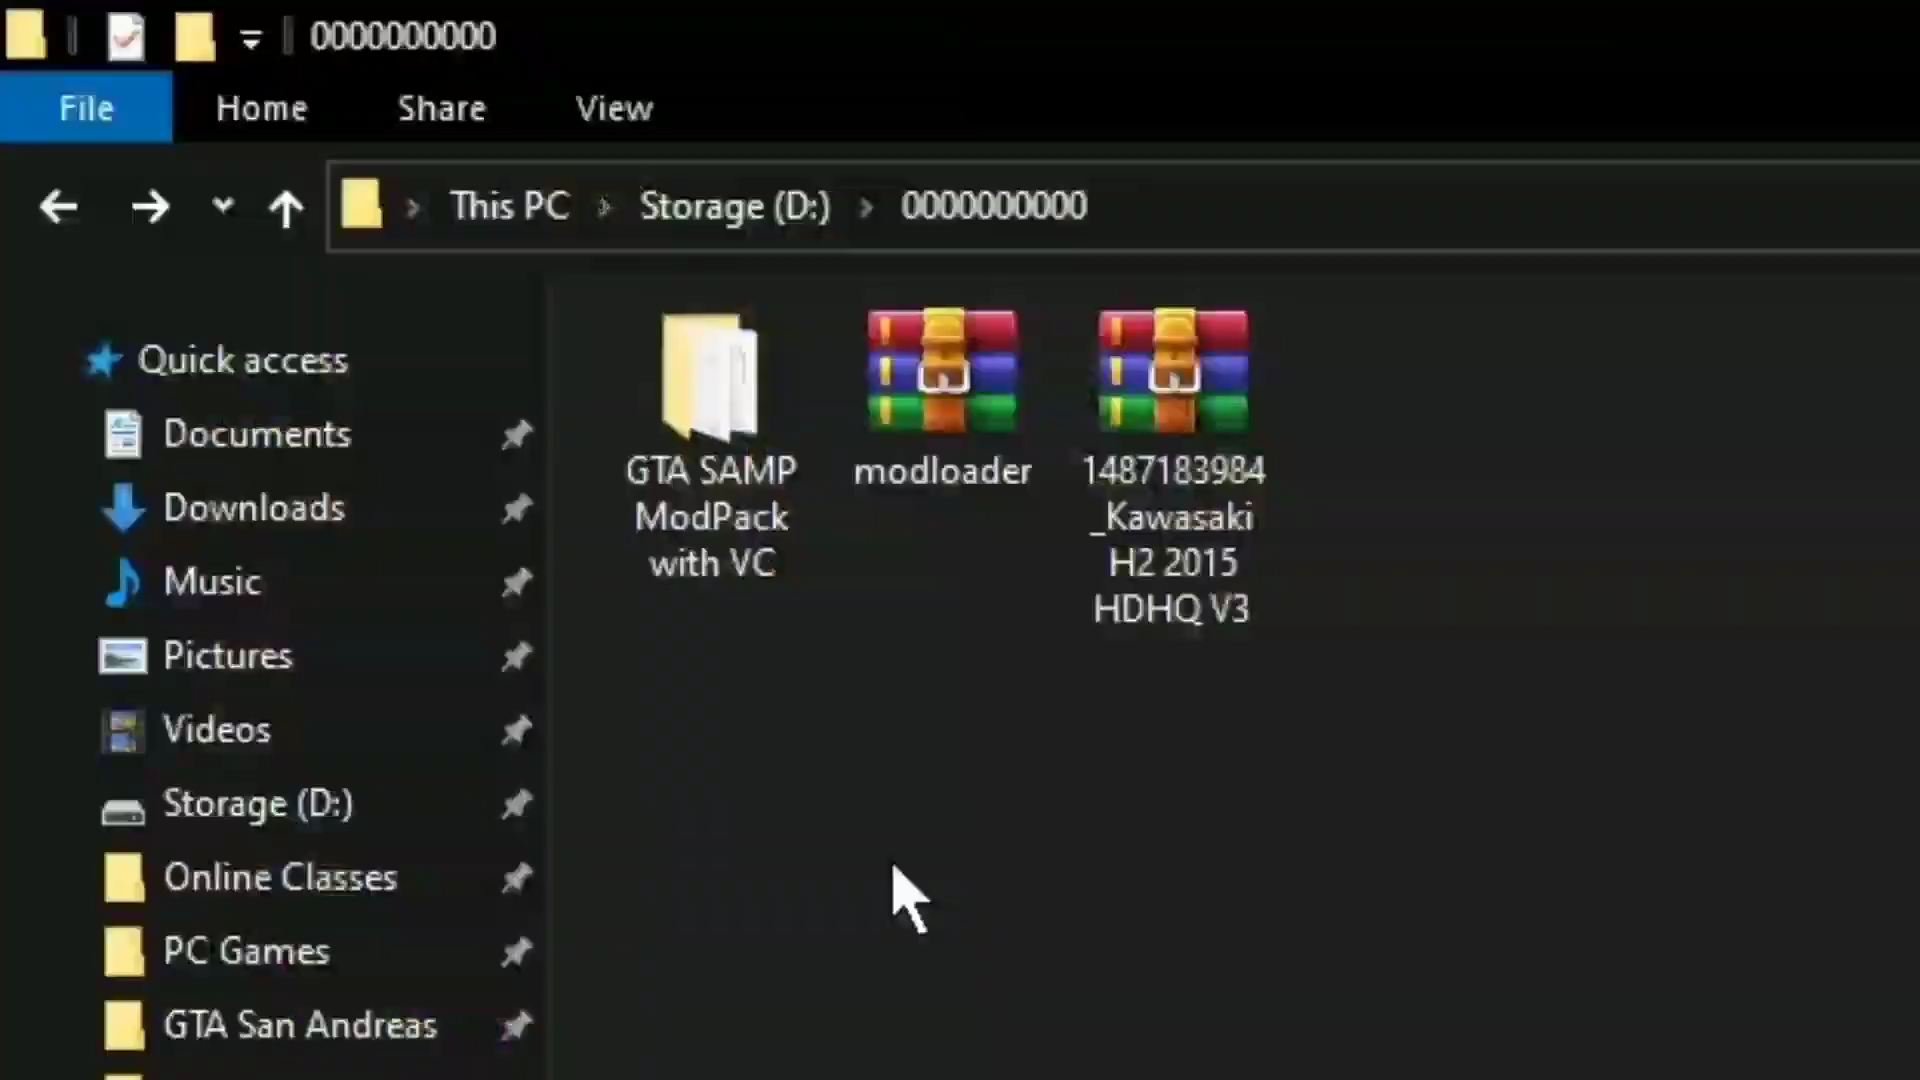 0000000000
File Home Share View
This PC Storage (D:) 0000000000
Quick access
Documents
Downloads
Music
Pictures
Videos
Storage (D:)
Online Classes
PC Games
GTA San Andreas
GTA SAMP
ModPack
with VC
modloader
1487183984
_Kawasaki
H2 2015
HDHQ V3